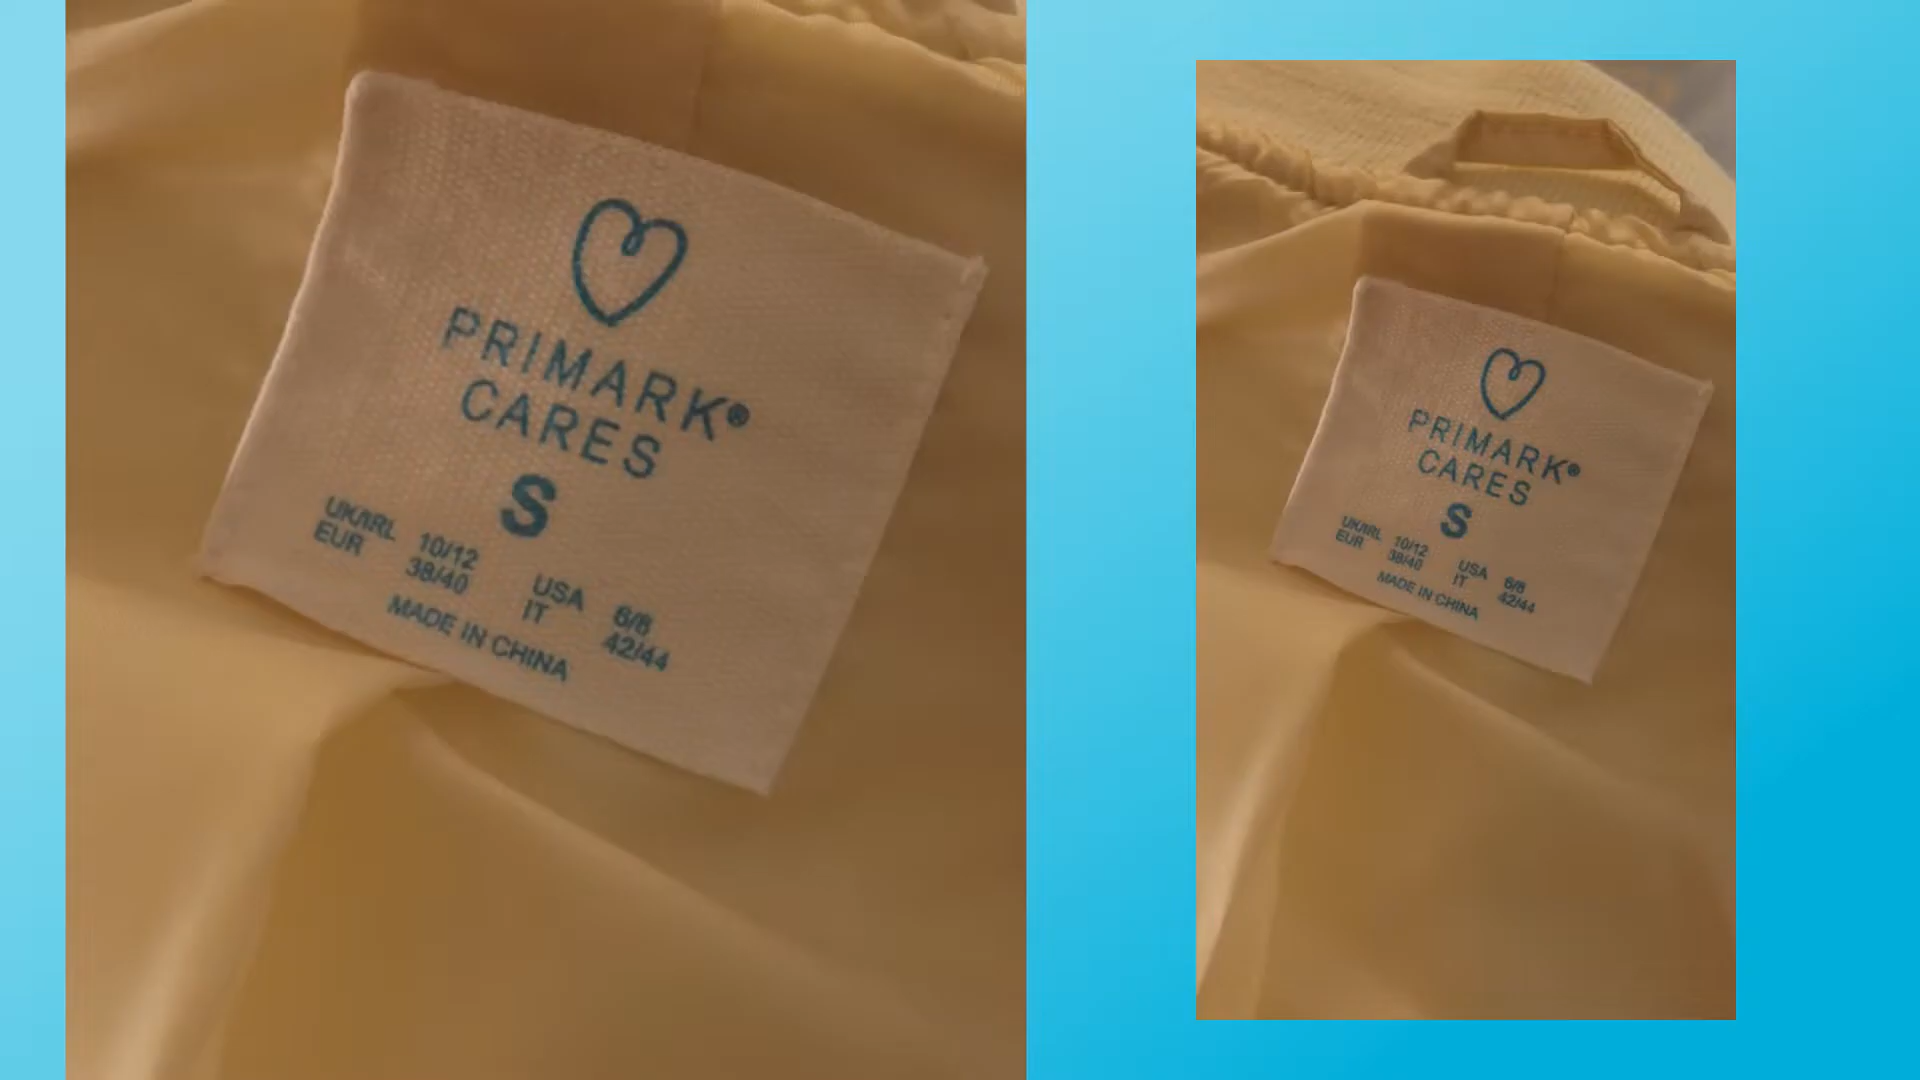 PRIMARK®
CARES
S
UK/IRL 10/12
EUR 38/40
USA 6/8
IT 42/44
MADE IN CHINA
PRIMARK®
CARES
S
UK/IRL 10/12
EUR 38/40
USA 6/8
IT 42/44
MADE IN CHINA